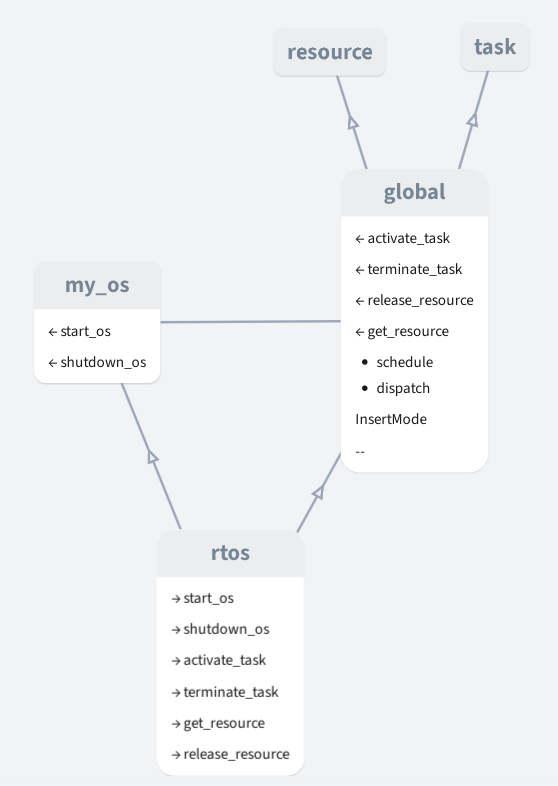 resource
task
global
← activate_task
← terminate_task
← release_resource
← get_resource
• schedule
• dispatch
InsertMode
--
my_os
← start_os
← shutdown_os
rtos
→ start_os
→ shutdown_os
→ activate_task
→ terminate_task
→ get_resource
→ release_resource